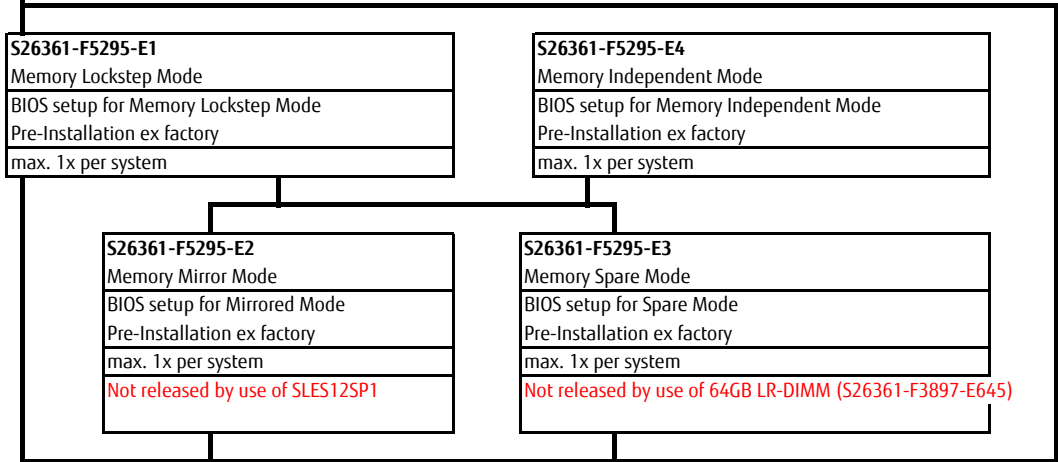 S26361-F5295-E1
Memory Lockstep Mode
BIOS setup for Memory Lockstep Mode
Pre-Installation ex factory
max. 1x per system
S26361-F5295-E4
Memory Independent Mode
BIOS setup for Memory Independent Mode
Pre-Installation ex factory
max. 1x per system
S26361-F5295-E2
Memory Mirror Mode
BIOS setup for Mirrored Mode
Pre-Installation ex factory
max. 1x per system
Not released by use of SLES12SP1
S26361-F5295-E3
Memory Spare Mode
BIOS setup for Spare Mode
Pre-Installation ex factory
max. 1x per system
Not released by use of 64GB LR-DIMM (S26361-F3897-E645)